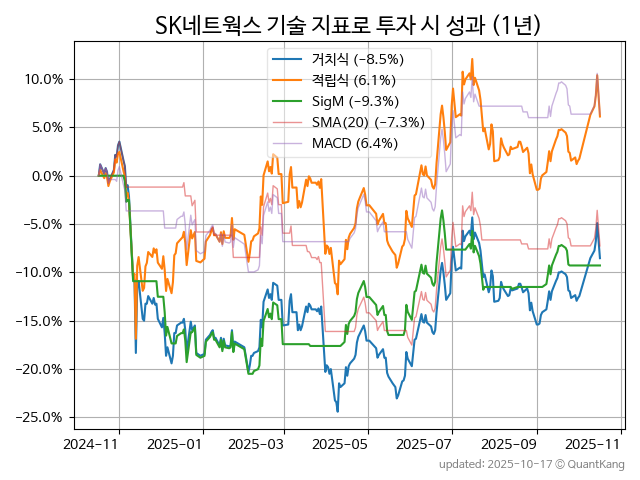 SK네트웍스 기술 지표로 투자 시 성과 (1년)
거치식 (−8.5%)
적립식 (6.1%)
SigM (−9.3%)
SMA(20) (−7.3%)
MACD (6.4%)
10.0%
5.0%
0.0%
−5.0%
−10.0%
−15.0%
−20.0%
−25.0%
2024-11 2025-01 2025-03 2025-05 2025-07 2025-09 2025-11
updated: 2025-10-17 © QuantKang